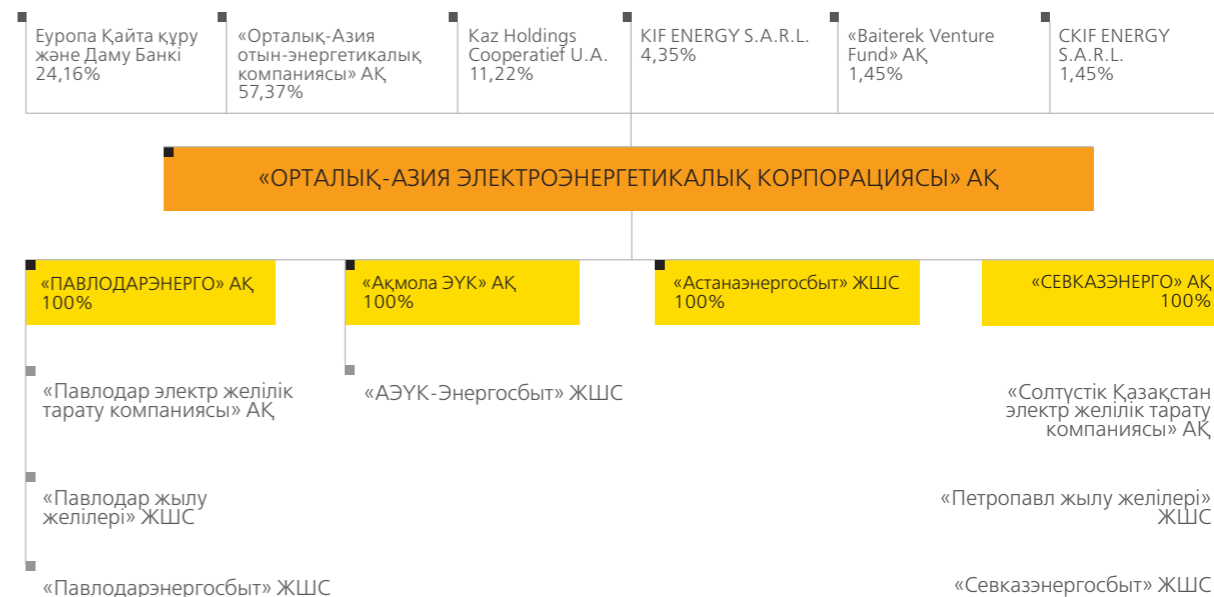 Еуропа Қайта құру
және Даму Банкі
24,16%
«Орталық-Азия
отын-энергетикалық
компаниясы» АҚ
57,37%
Kaz Holdings
Cooperatief U.A.
11,22%
KIF ENERGY S.A.R.L.
4,35%
«Baiterek Venture
Fund» АҚ
1,45%
CKIF ENERGY
S.A.R.L.
1,45%
«ОРТАЛЫҚ-АЗИЯ ЭЛЕКТРОЭНЕРГЕТИКАЛЫҚ КОРПОРАЦИЯСЫ» АҚ
«ПАВЛОДАРЭНЕРГО» АҚ
100%
«Ақмола ЭҮК» АҚ
100%
«Астанаэнергосбыт» ЖШС
100%
«СЕВКАЗЭНЕРГО» АҚ
100%
«Павлодар электр желілік
тарату компаниясы» АҚ
«АЭҮК-Энергосбыт» ЖШС
«Солтүстік Қазақстан
электр желілік тарату
компаниясы» АҚ
«Павлодар жылу
желілері» ЖШС
«Петропавл жылу желілері»
ЖШС
«Павлодарэнергосбыт» ЖШС
«Севказэнергосбыт» ЖШС